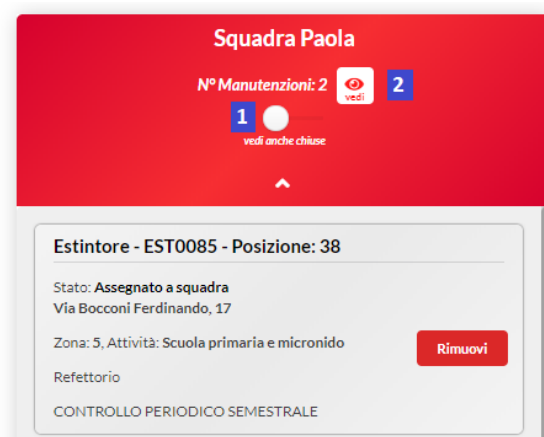 Squadra Paola
N° Manutenzioni: 2 vedi 2
1
vedi anche chiuse
Estintore - EST0085 - Posizione: 38
Stato: Assegnato a squadra
Via Bocconi Ferdinando, 17
Zona: 5, Attività: Scuola primaria e micronido
Rimuovi
Refettorio
CONTROLLO PERIODICO SEMESTRALE